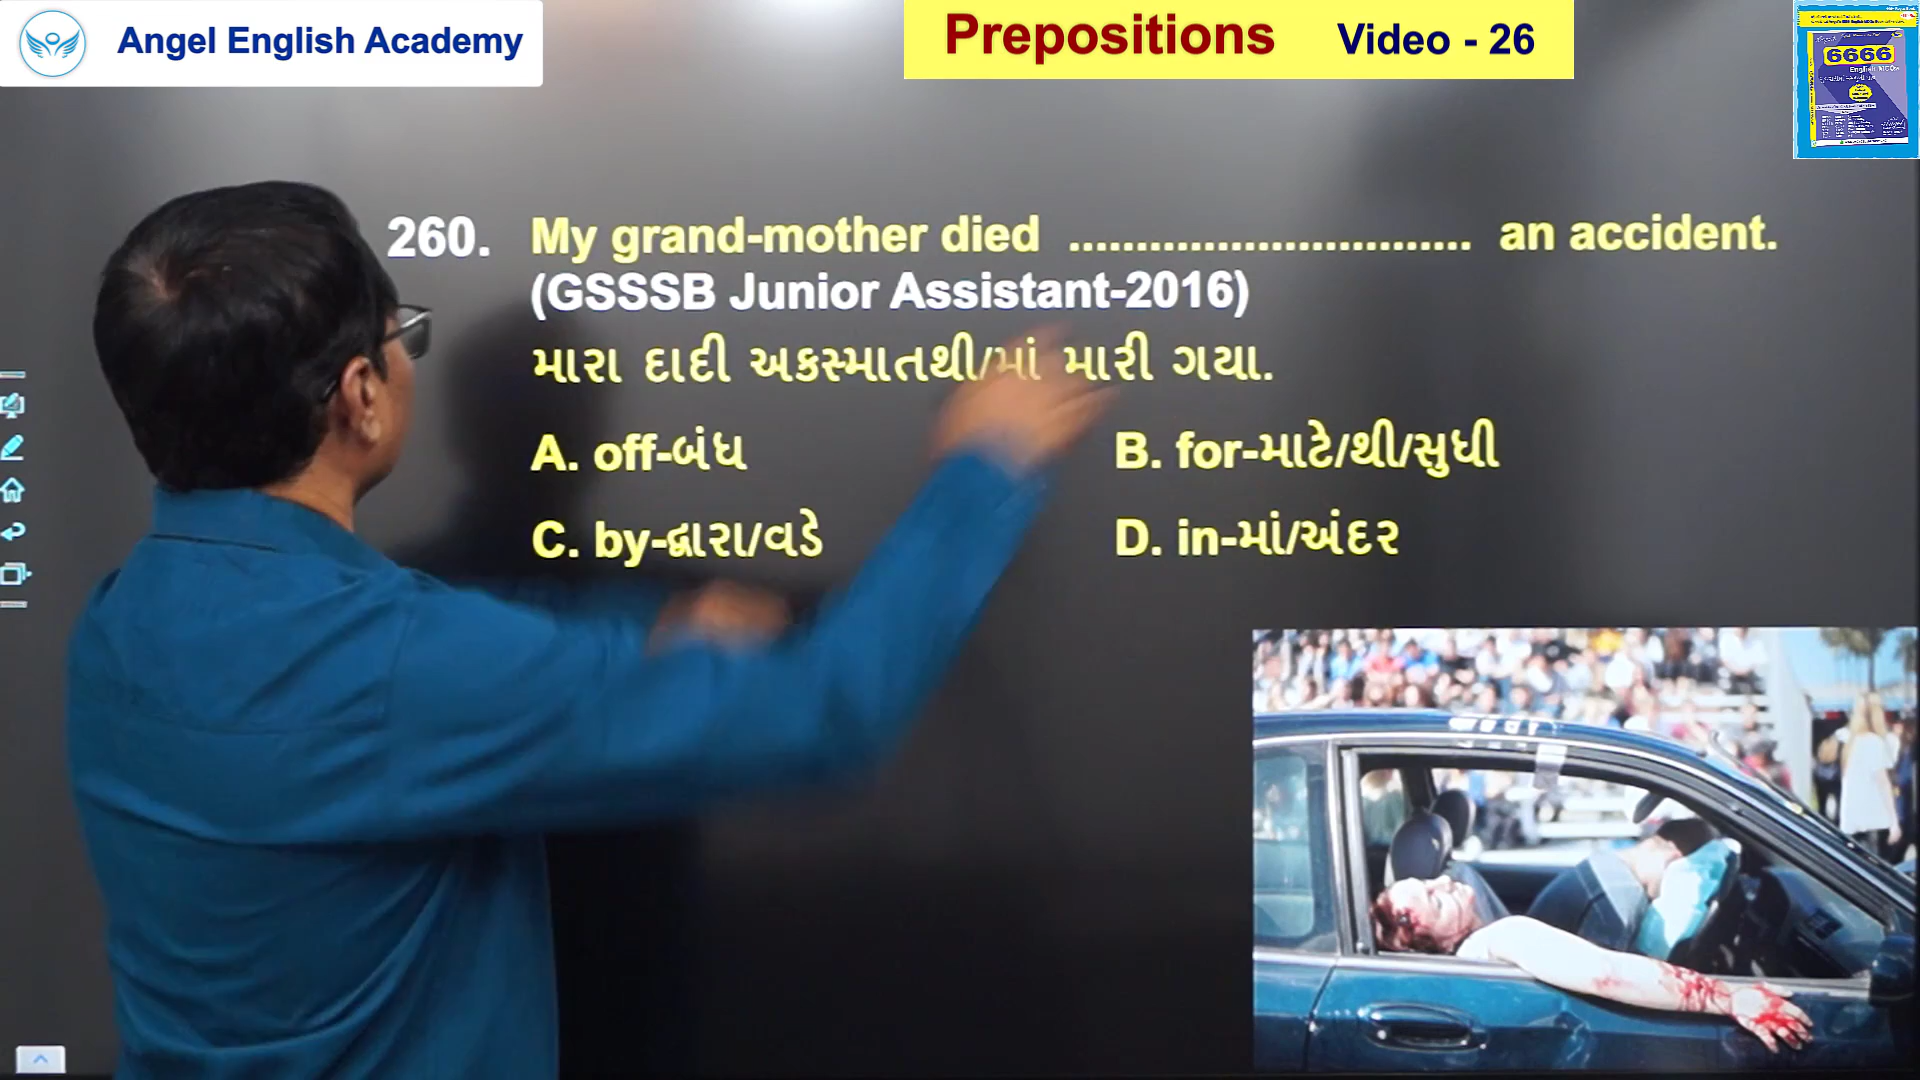 Angel English Academy
Prepositions Video - 26
6666
260. My grand-mother died .............................. an accident.
(GSSSB Junior Assistant-2016)
મારા દાદી અકસ્માતથી/માં મારી ગયા.
A. off-બંધ
B. for-માટે/થી/સુધી
C. by-દ્વારા/વડે
D. in-માં/અંદર